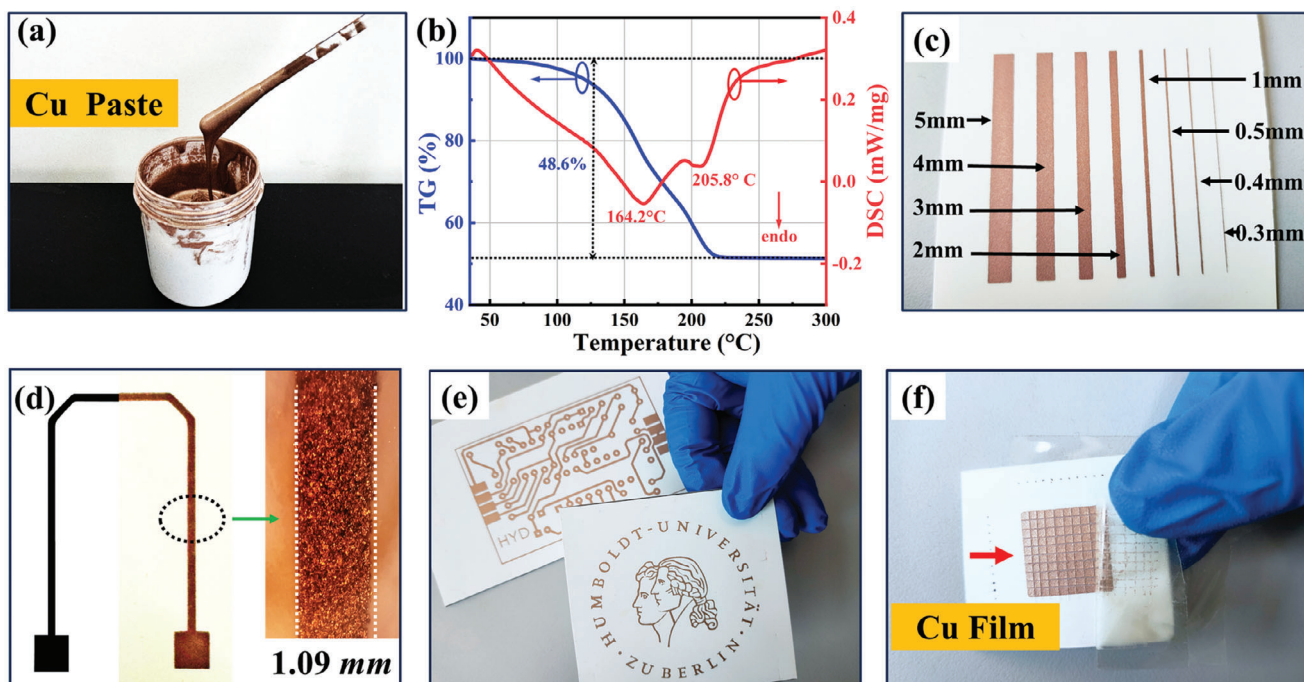 (a)
Cu Paste
(b)
100
80
60
40
TG (%)
50
100
150
200
250
300
Temperature (°C)
0.4
0.2
0.0
-0.2
DSC (mW/mg)
48.6%
164.2°C
205.8° C
endo
(c)
5mm
4mm
3mm
2mm
1mm
0.5mm
0.4mm
0.3mm
(d)
1.09 mm
(e)
HYD
HUMBOLDT-UNIVERSITÄT·
ZU BERLIN·
(f)
Cu Film